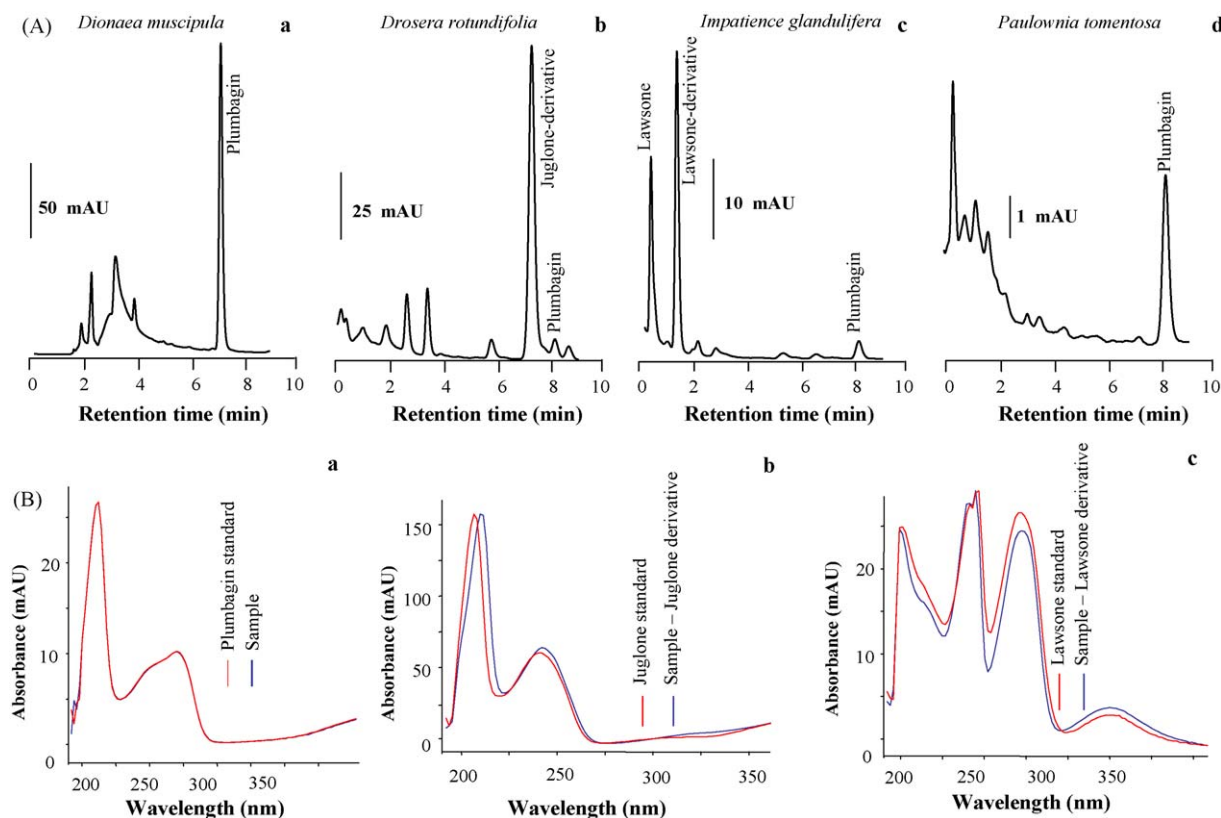 (A)
Dionaea muscipula
a
Plumbagin
50 mAU
0 2 4 6 8 10
Retention time (min)
Drosera rotundifolia
b
Juglone-derivative
Plumbagin
25 mAU
0 2 4 6 8 10
Retention time (min)
Impatience glandulifera
c
Lawsone
Lawsone-derivative
Plumbagin
10 mAU
0 2 4 6 8 10
Retention time (min)
Paulownia tomentosa
d
Plumbagin
1 mAU
0 2 4 6 8 10
Retention time (min)
(B)
a
Absorbance (mAU)
20
10
0
Plumbagin standard
Sample
200 250 300 350
Wavelength (nm)
b
Absorbance (mAU)
150
100
50
0
Juglone standard
Sample – Juglone derivative
200 250 300 350
Wavelength (nm)
c
Absorbance (mAU)
20
10
0
Lawsone standard
Sample – Lawsone derivative
200 250 300 350
Wavelength (nm)